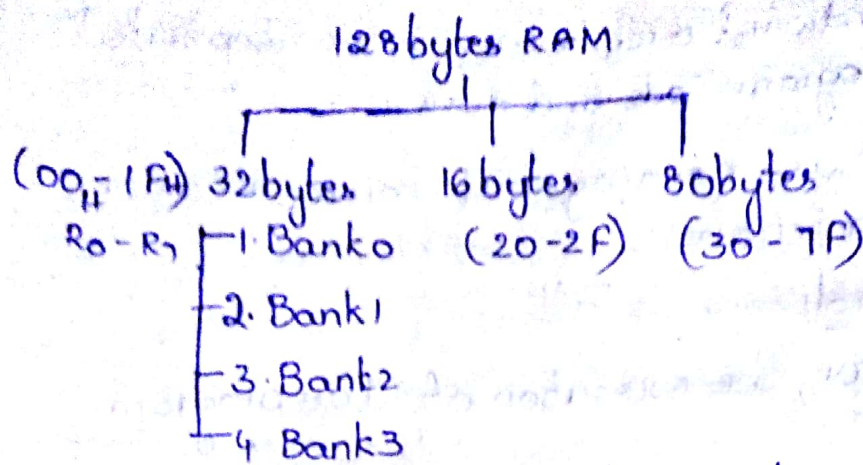 128bytes RAM
(00H-1FH) 32bytes 16bytes 80bytes
R0-R7 1. Bank0 (20-2F) (30-7F)
2. Bank1
3. Bank2
4 Bank3